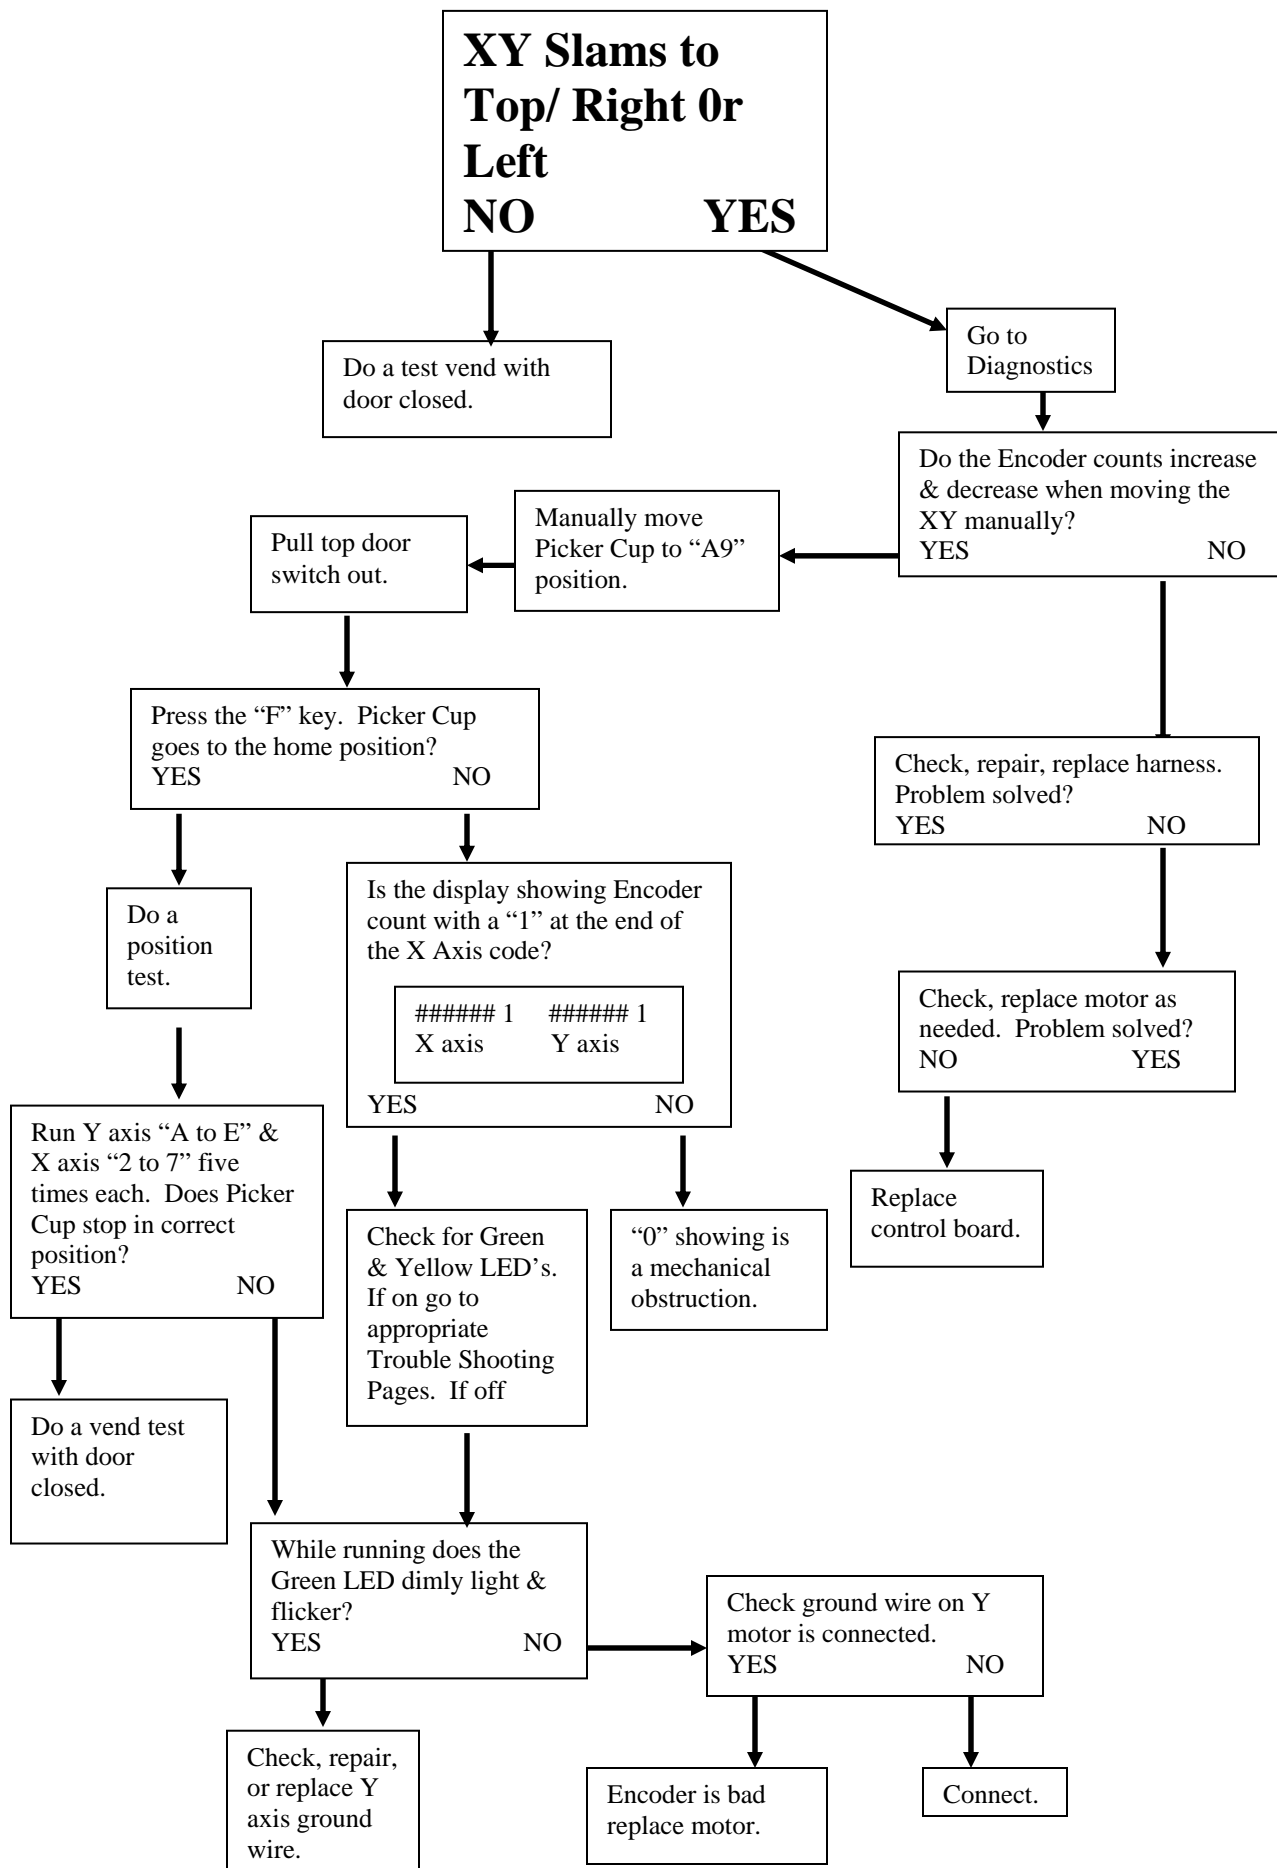 XY Slams to
Top/ Right 0r
Left
NO YES
Do a test vend with
door closed.
Go to
Diagnostics
Do the Encoder counts increase
& decrease when moving the
XY manually?
YES NO
Manually move
Picker Cup to “A9”
position.
Pull top door
switch out.
Press the “F” key. Picker Cup
goes to the home position?
YES NO
Check, repair, replace harness.
Problem solved?
YES NO
Do a
position
test.
Is the display showing Encoder
count with a “1” at the end of
the X Axis code?
###### 1 ###### 1
X axis Y axis
YES NO
Check, replace motor as
needed. Problem solved?
NO YES
Run Y axis “A to E” &
X axis “2 to 7” five
times each. Does Picker
Cup stop in correct
position?
YES NO
Replace
control board.
Check for Green
& Yellow LED’s.
If on go to
appropriate
Trouble Shooting
Pages. If off
“0” showing is
a mechanical
obstruction.
Do a vend test
with door
closed.
While running does the
Green LED dimly light &
flicker?
YES NO
Check ground wire on Y
motor is connected.
YES NO
Check, repair,
or replace Y
axis ground
wire.
Encoder is bad
replace motor.
Connect.